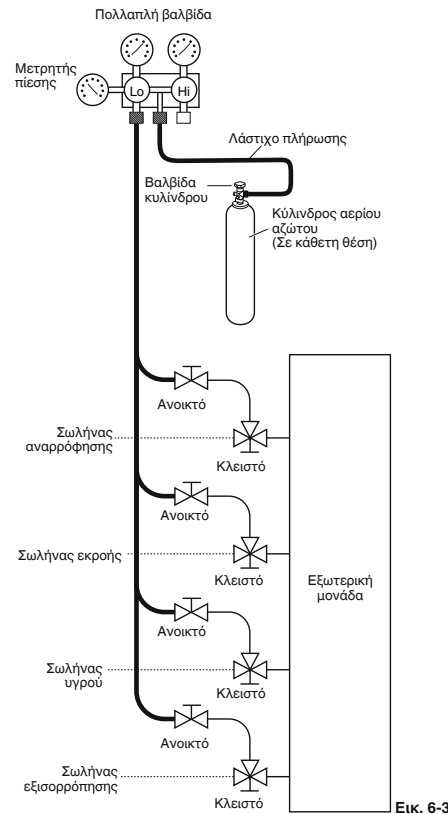 Πολλαπλή βαλβίδα
Μετρητής
πίεσης
Lo
Hi
Λάστιχο πλήρωσης
Βαλβίδα
κυλίνδρου
Κύλινδρος αερίου
αζώτου
(Σε κάθετη θέση)
Ανοικτό
Σωλήνας
αναρρόφησης
Κλειστό
Ανοικτό
Σωλήνας εκροής
Κλειστό
Εξωτερική
μονάδα
Ανοικτό
Σωλήνας
υγρού
Κλειστό
Ανοικτό
Σωλήνας
εξισορρόπησης
Κλειστό
Εικ. 6-3